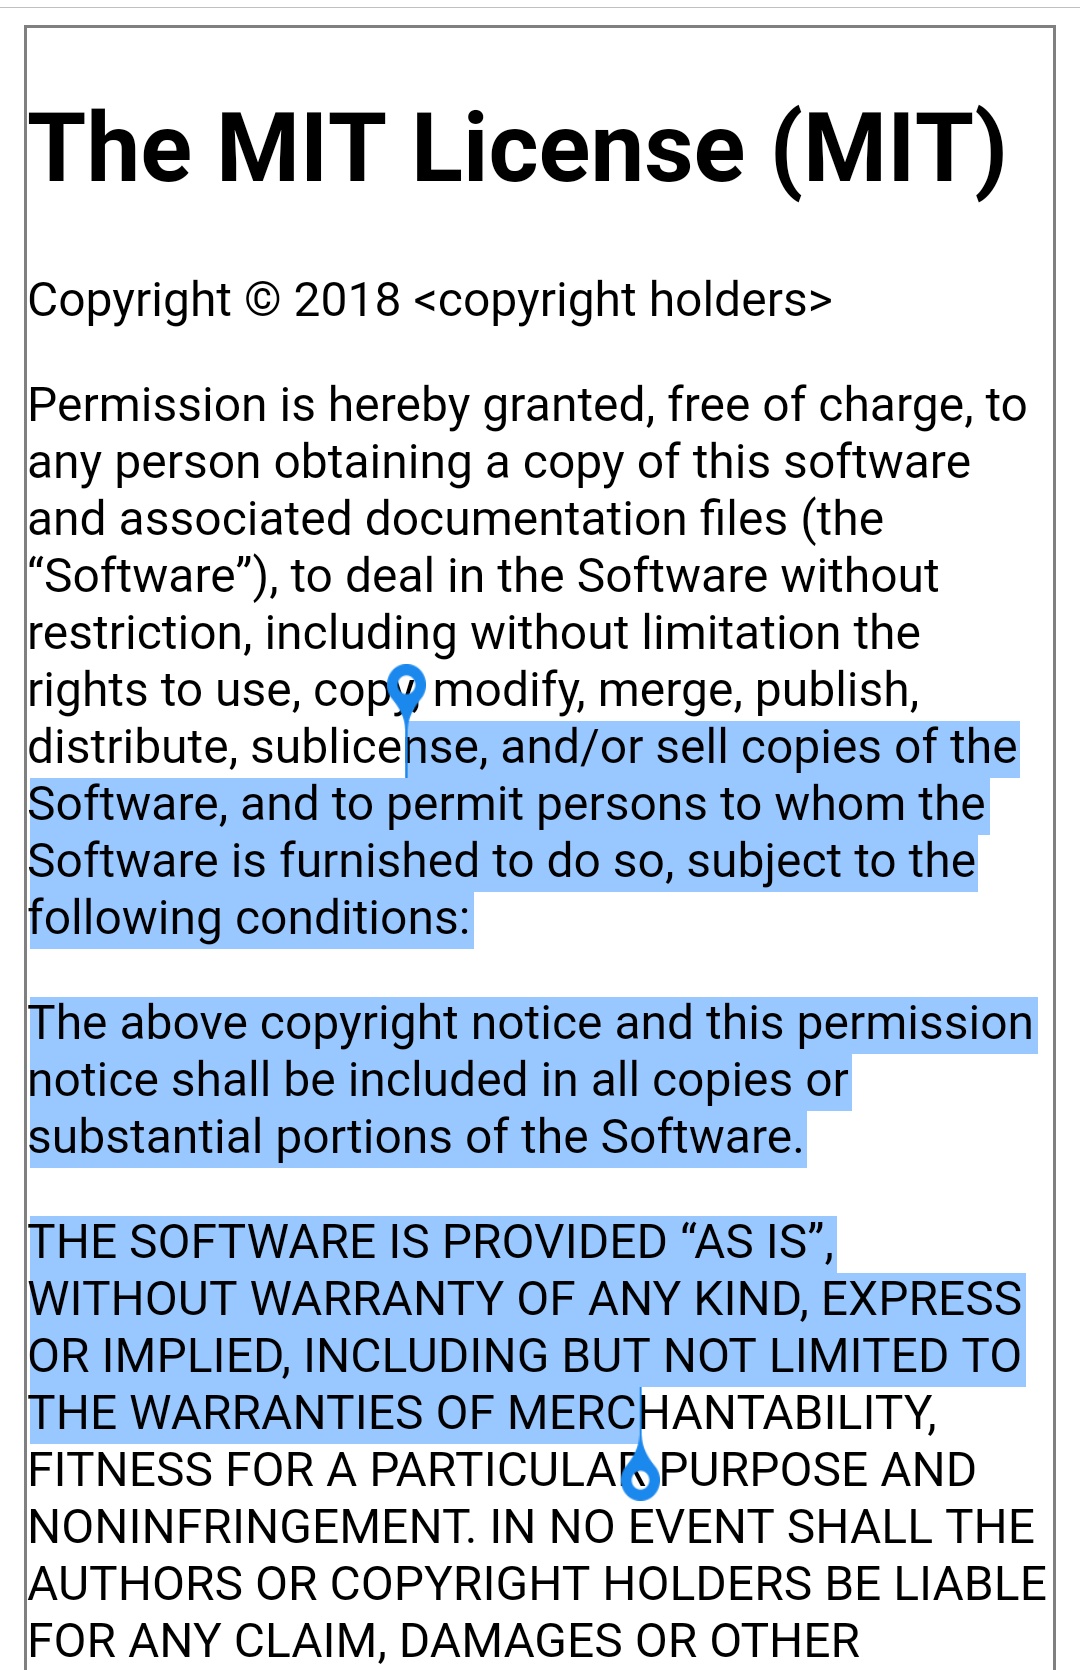 The MIT License (MIT)
Copyright © 2018 <copyright holders>
Permission is hereby granted, free of charge, to
any person obtaining a copy of this software
and associated documentation files (the
“Software”), to deal in the Software without
restriction, including without limitation the
rights to use, copy, modify, merge, publish,
distribute, sublicense, and/or sell copies of the
Software, and to permit persons to whom the
Software is furnished to do so, subject to the
following conditions:
The above copyright notice and this permission
notice shall be included in all copies or
substantial portions of the Software.
THE SOFTWARE IS PROVIDED “AS IS”,
WITHOUT WARRANTY OF ANY KIND, EXPRESS
OR IMPLIED, INCLUDING BUT NOT LIMITED TO
THE WARRANTIES OF MERCHANTABILITY,
FITNESS FOR A PARTICULAR PURPOSE AND
NONINFRINGEMENT. IN NO EVENT SHALL THE
AUTHORS OR COPYRIGHT HOLDERS BE LIABLE
FOR ANY CLAIM, DAMAGES OR OTHER